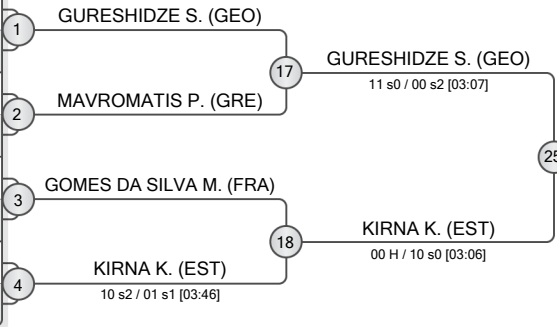 1
GURESHIDZE S. (GEO)
17
GURESHIDZE S. (GEO)
11 s0 / 00 s2 [03:07]
2
MAVROMATIS P. (GRE)
25
3
GOMES DA SILVA M. (FRA)
18
KIRNA K. (EST)
00 H / 10 s0 [03:06]
4
KIRNA K. (EST)
10 s2 / 01 s1 [03:46]